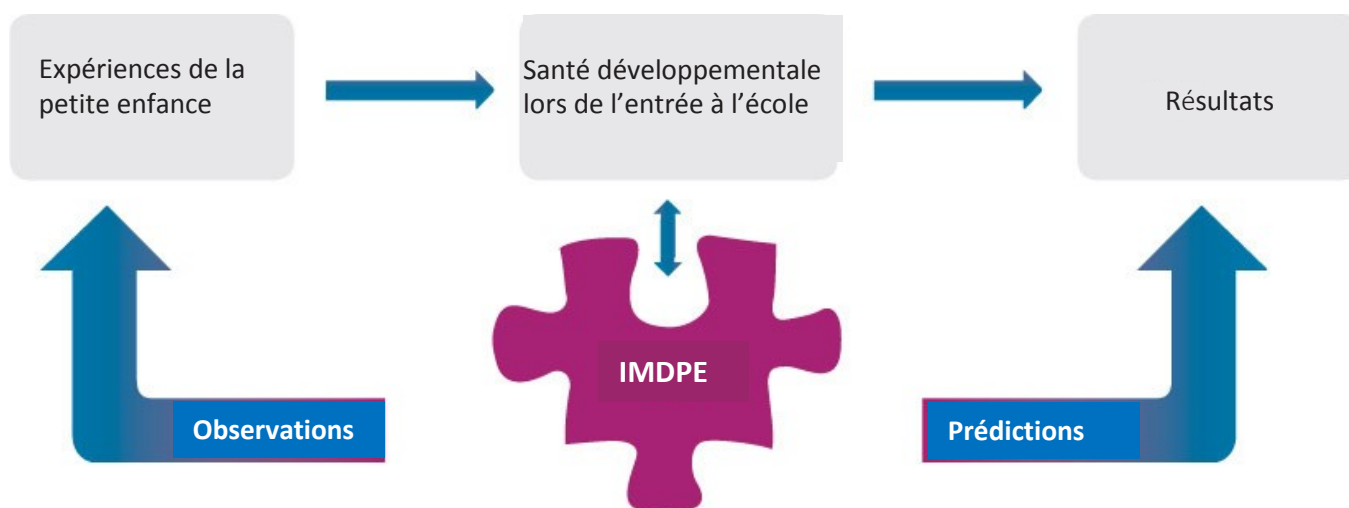 Expériences de la
petite enfance
Santé développementale
lors de l’entrée à l’école
Résultats
IMDPE
Observations
Prédictions